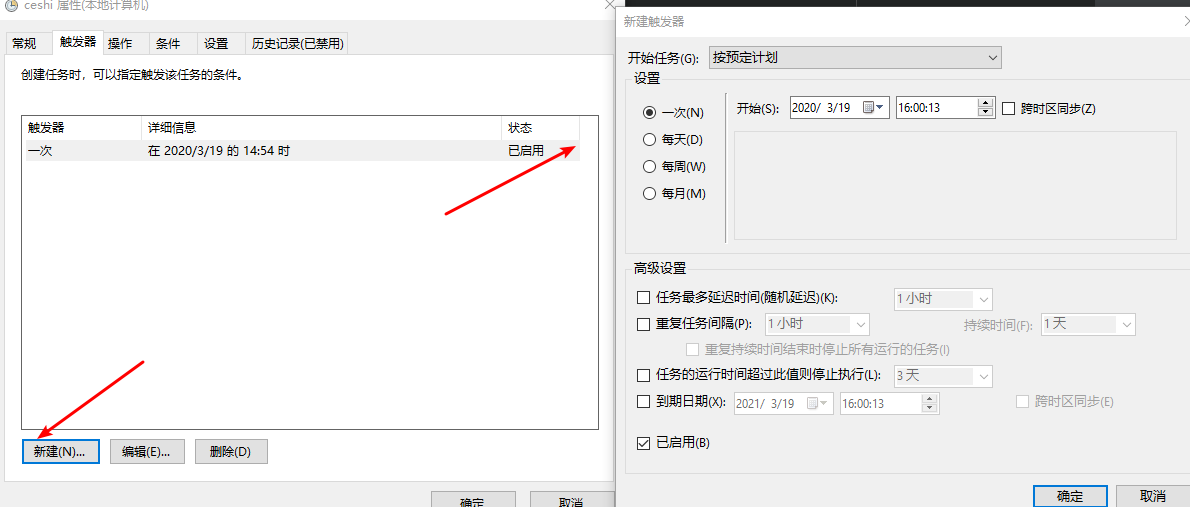 ceshi 属性(本地计算机)
常规 触发器 操作 条件 设置 历史记录(已禁用)
创建任务时，可以指定触发该任务的条件。
触发器 详细信息 状态
一次 在 2020/3/19 的 14:54 时 已启用
新建(N)... 编辑(E)... 删除(D)
确定 取消
新建触发器
开始任务(G): 按预定计划
设置
一次(N) 开始(S): 2020/ 3/19 16:00:13 跨时区同步(Z)
每天(D)
每周(W)
每月(M)
高级设置
任务最多延迟时间(随机延迟)(K): 1 小时
重复任务间隔(P): 1 小时 持续时间(F): 1 天
重复持续时间结束时停止所有运行的任务(I)
任务的运行时间超过此值则停止执行(L): 3 天
到期日期(X): 2021/ 3/19 16:00:13 跨时区同步(E)
已启用(B)
确定 取消